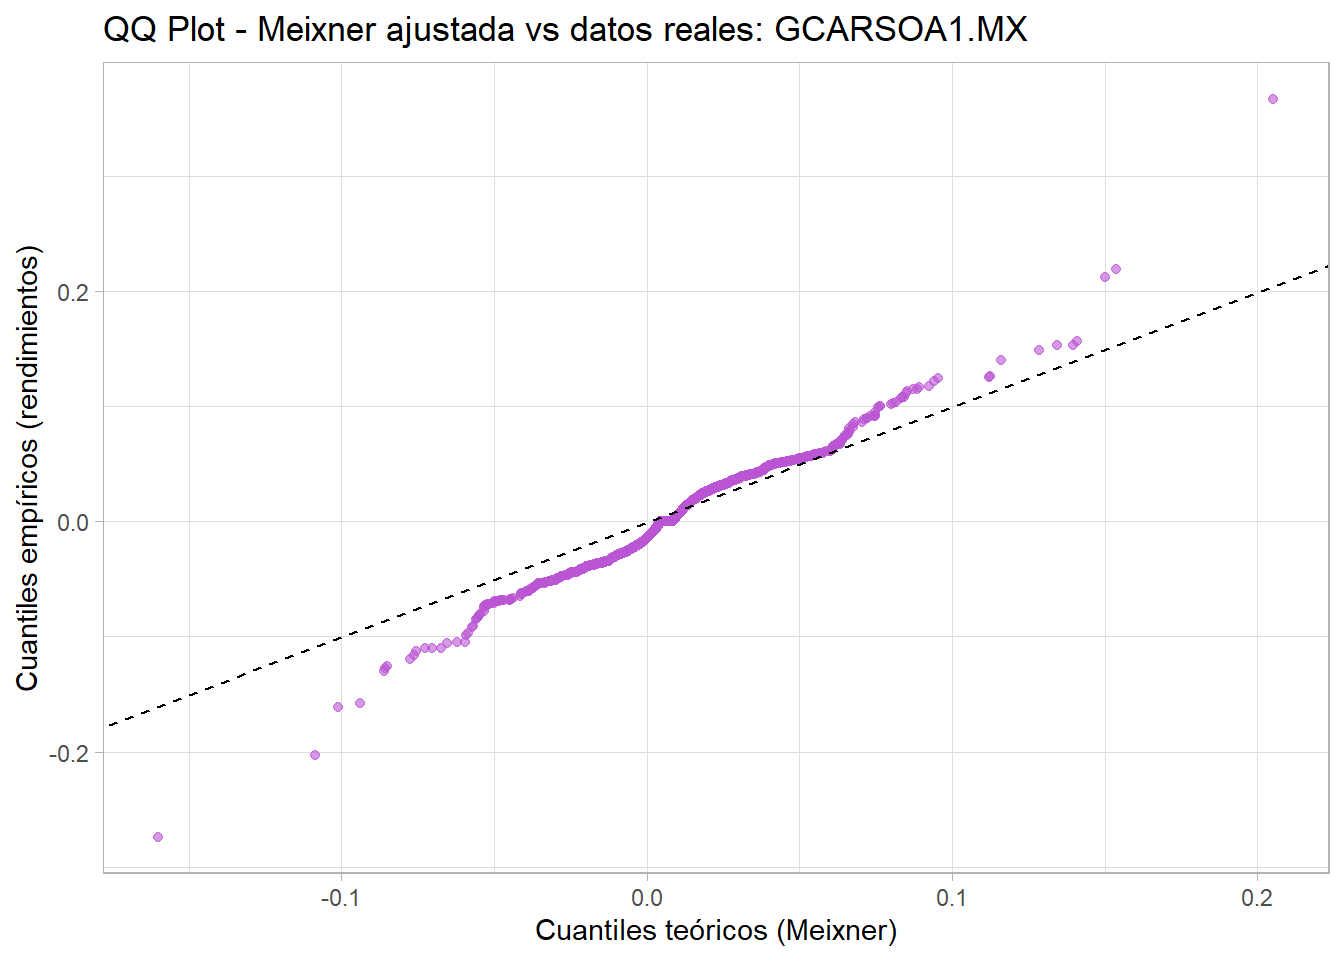 QQ Plot - Meixner ajustada vs datos reales: GCARSOA1.MX
Cuantiles empíricos (rendimientos)
0.2
0.0
-0.2
-0.1
0.0
0.1
0.2
Cuantiles teóricos (Meixner)